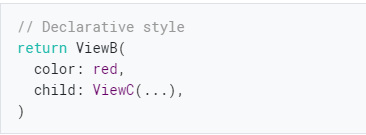 // Declarative style
return ViewB(
  color: red,
  child: ViewC(...),
)